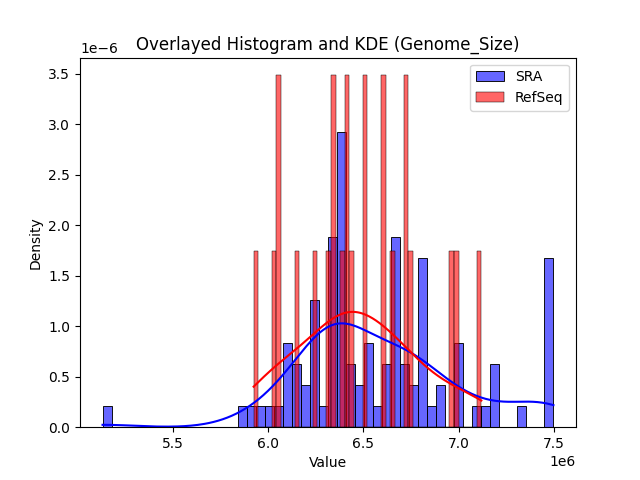 Overlayed Histogram and KDE (Genome_Size)
1e−6
SRA
RefSeq
3.5
3.0
2.5
2.0
1.5
1.0
0.5
0.0
Density
5.5 6.0 6.5 7.0 7.5
Value
1e6